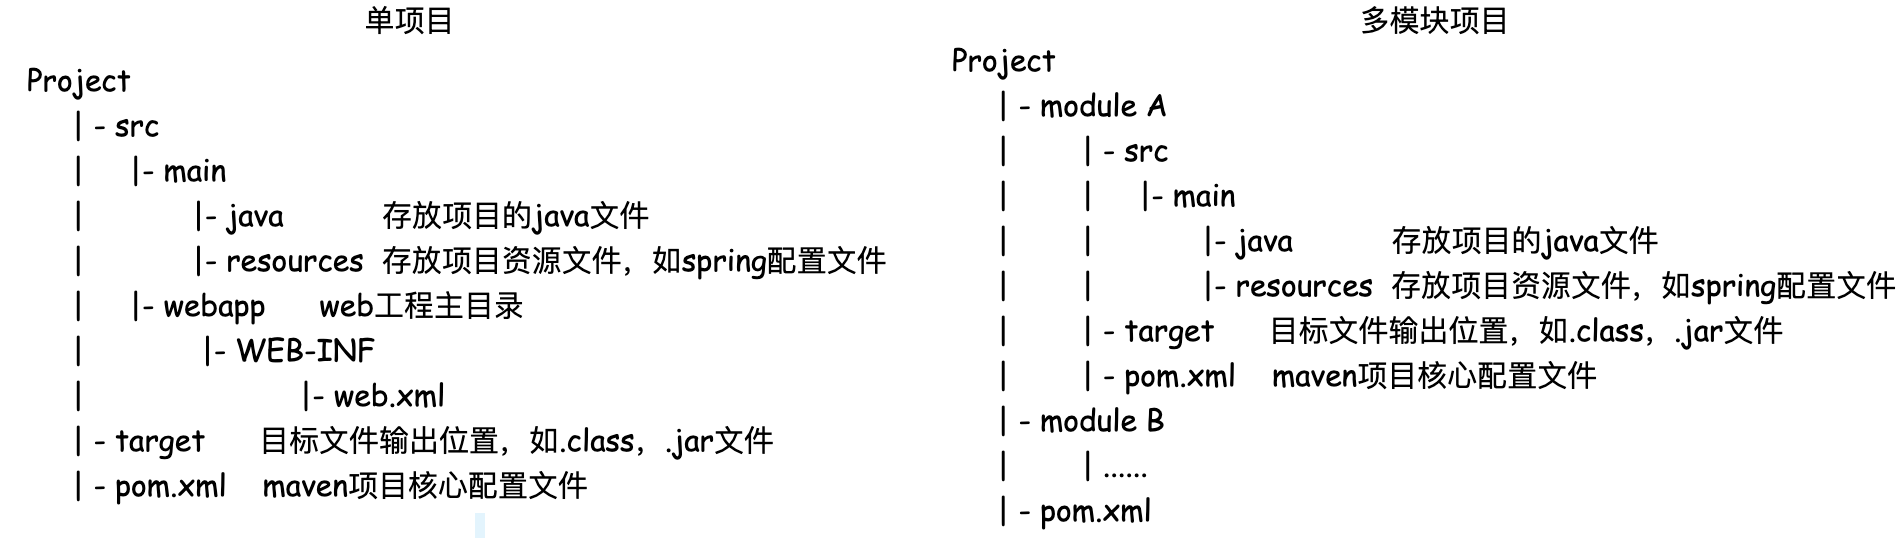 单项目
Project
| - src
| |- main
| |- java 存放项目的java文件
| |- resources 存放项目资源文件，如spring配置文件
| |- webapp web工程主目录
| |- WEB-INF
| |- web.xml
| - target 目标文件输出位置，如.class，.jar文件
| - pom.xml maven项目核心配置文件
多模块项目
Project
| - module A
| | - src
| | |- main
| | |- java 存放项目的java文件
| | |- resources 存放项目资源文件，如spring配置文件
| | - target 目标文件输出位置，如.class，.jar文件
| | - pom.xml maven项目核心配置文件
| - module B
| | ......
| - pom.xml